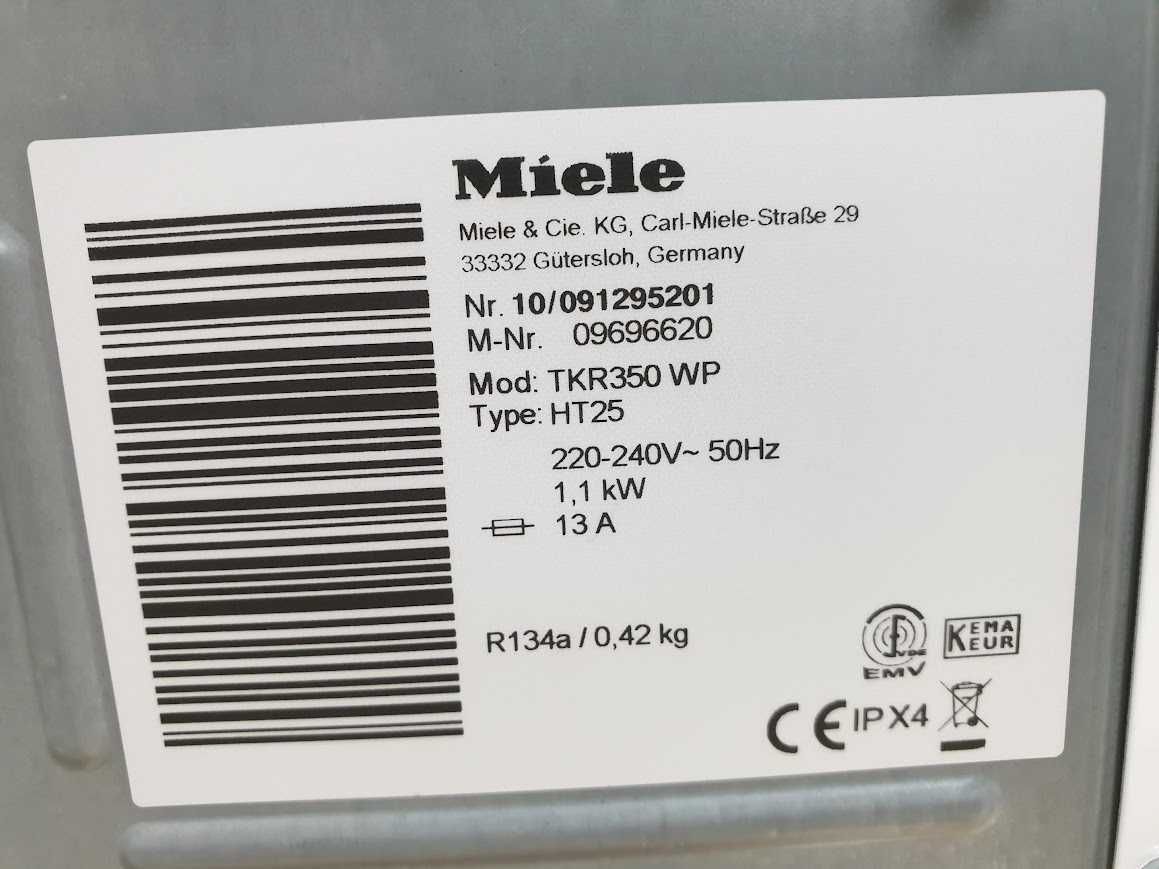 Miele
Miele & Cie. KG, Carl-Miele-Straße 29
33332 Gütersloh, Germany
Nr. 10/091295201
M-Nr. 09696620
Mod: TKR350 WP
Type: HT25
220-240V~ 50Hz
1,1 kW
13 A
R134a / 0,42 kg
VDE
EMV
KEMA
KEUR
CE IPX4